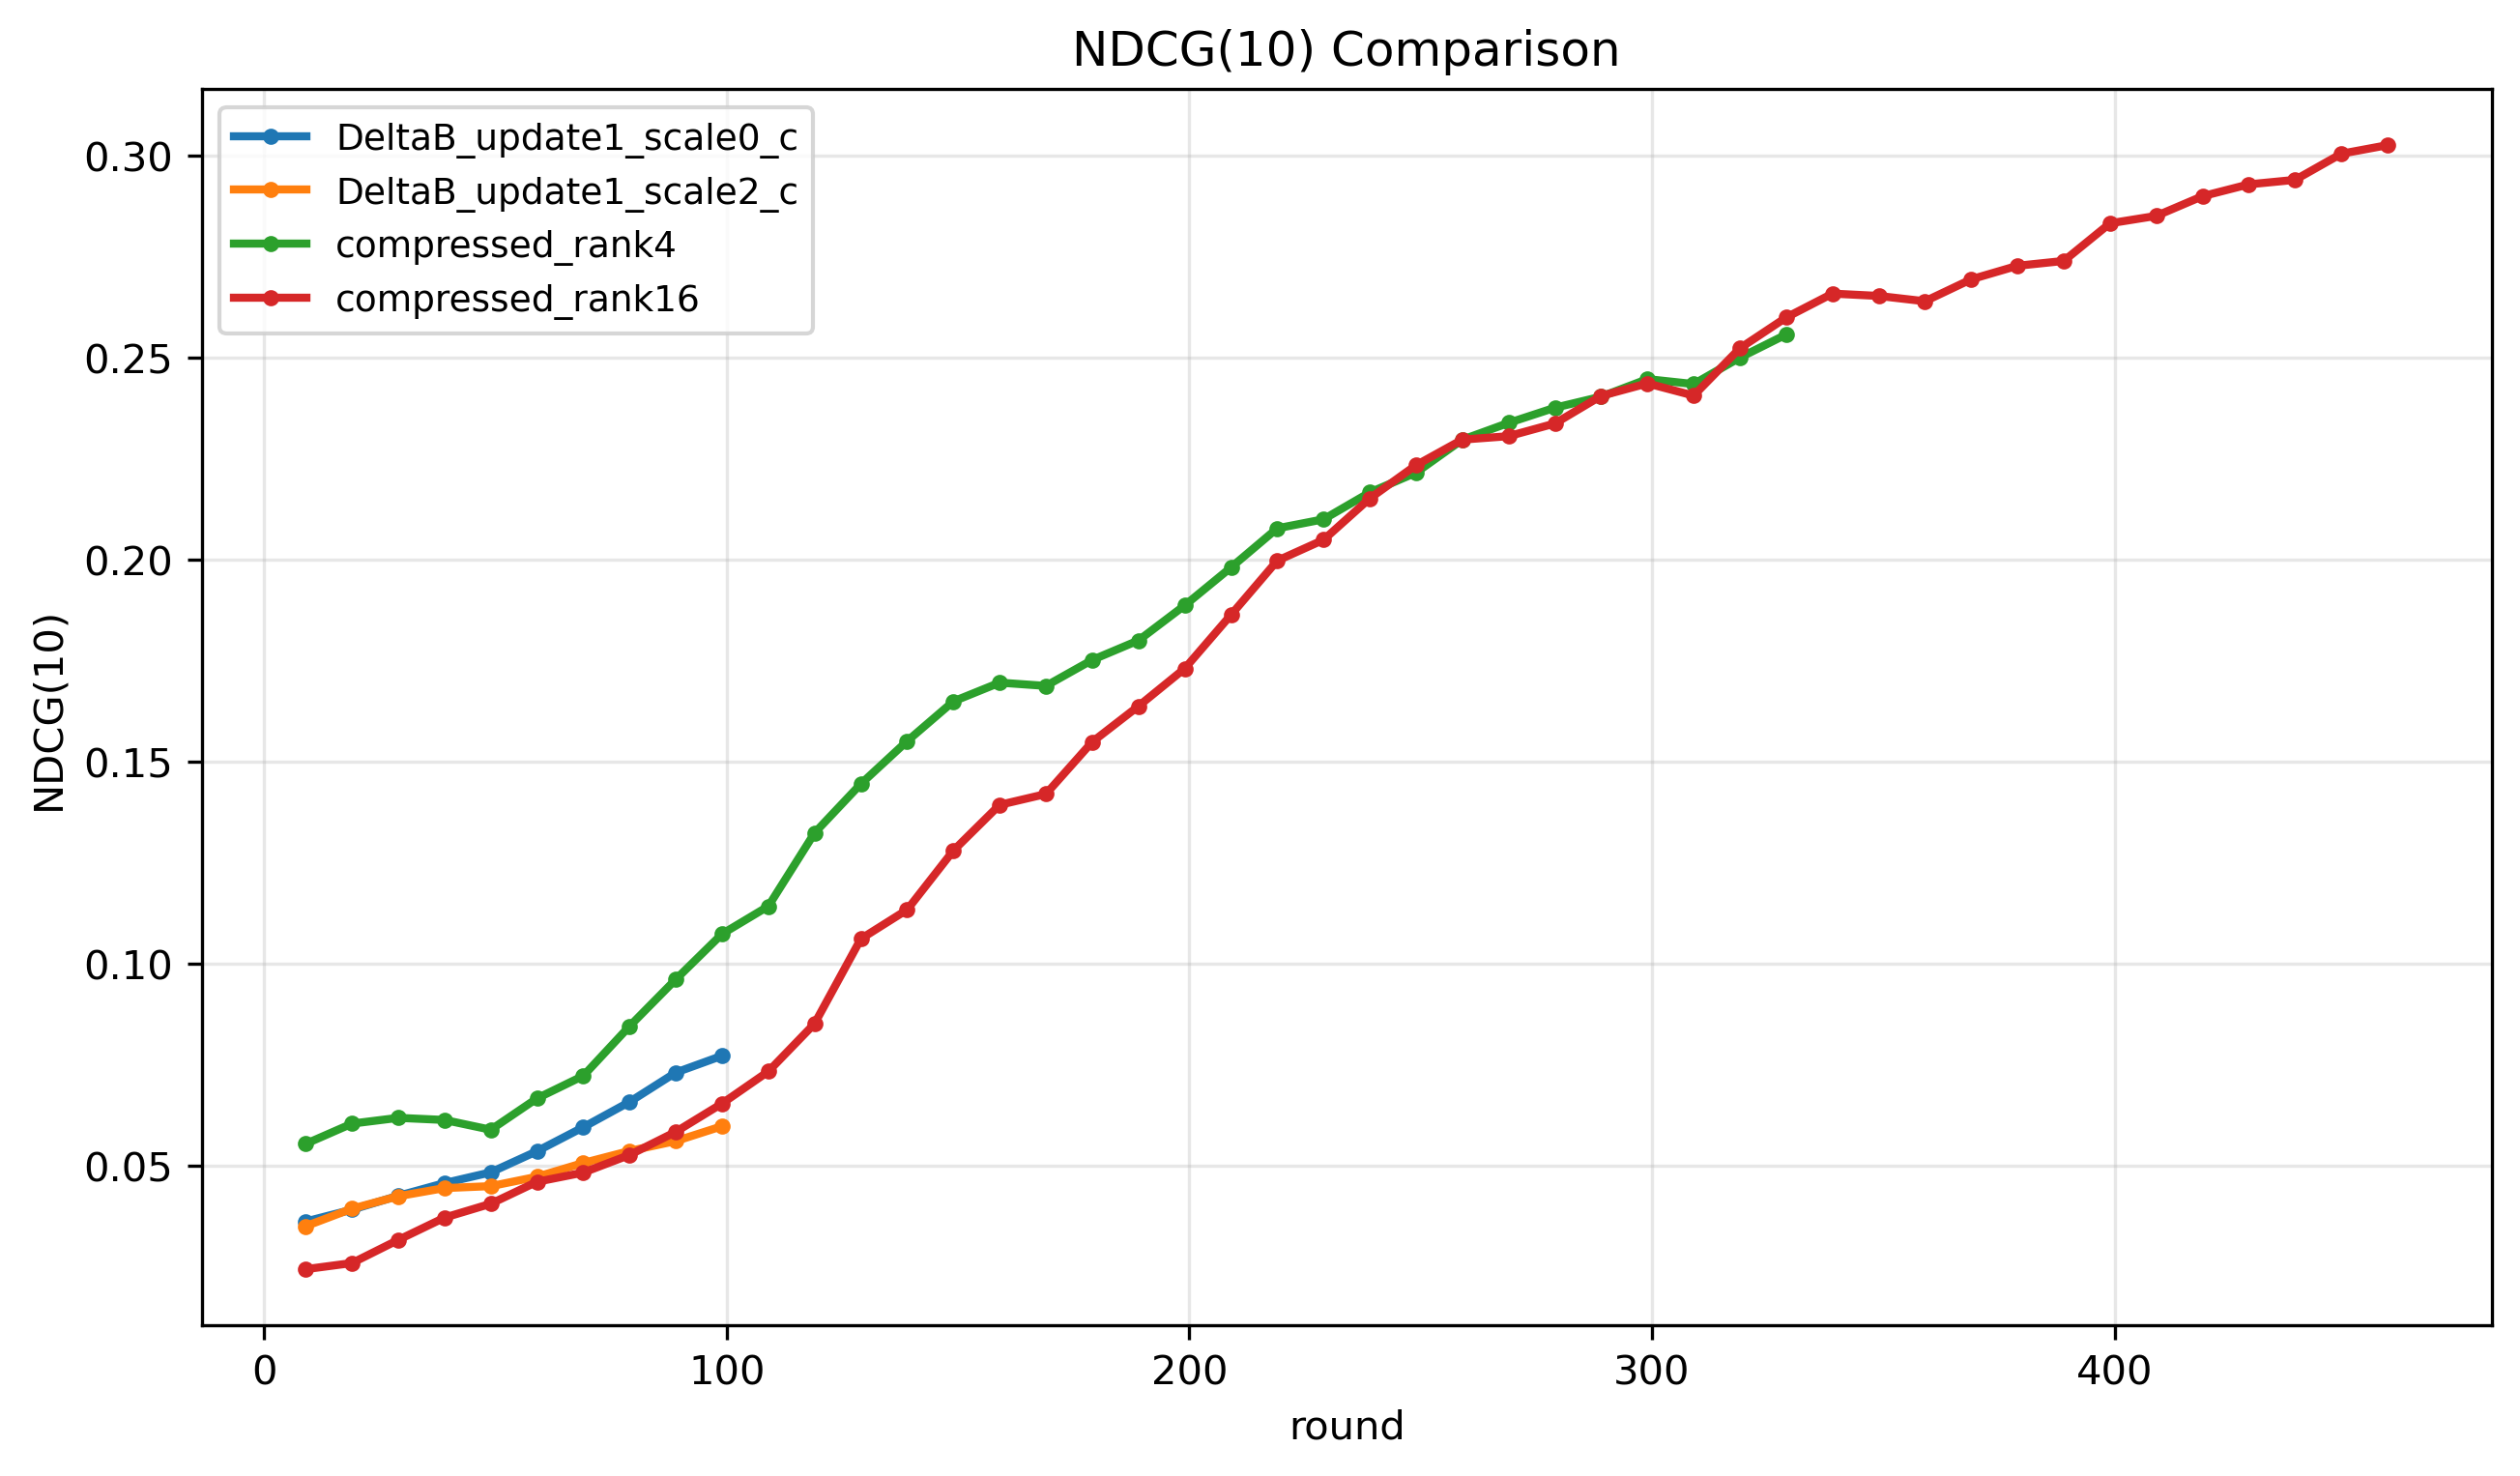 NDCG(10) Comparison
DeltaB_update1_scale0_c
DeltaB_update1_scale2_c
compressed_rank4
compressed_rank16
NDCG(10)
0.30
0.25
0.20
0.15
0.10
0.05
0
100
200
300
400
round